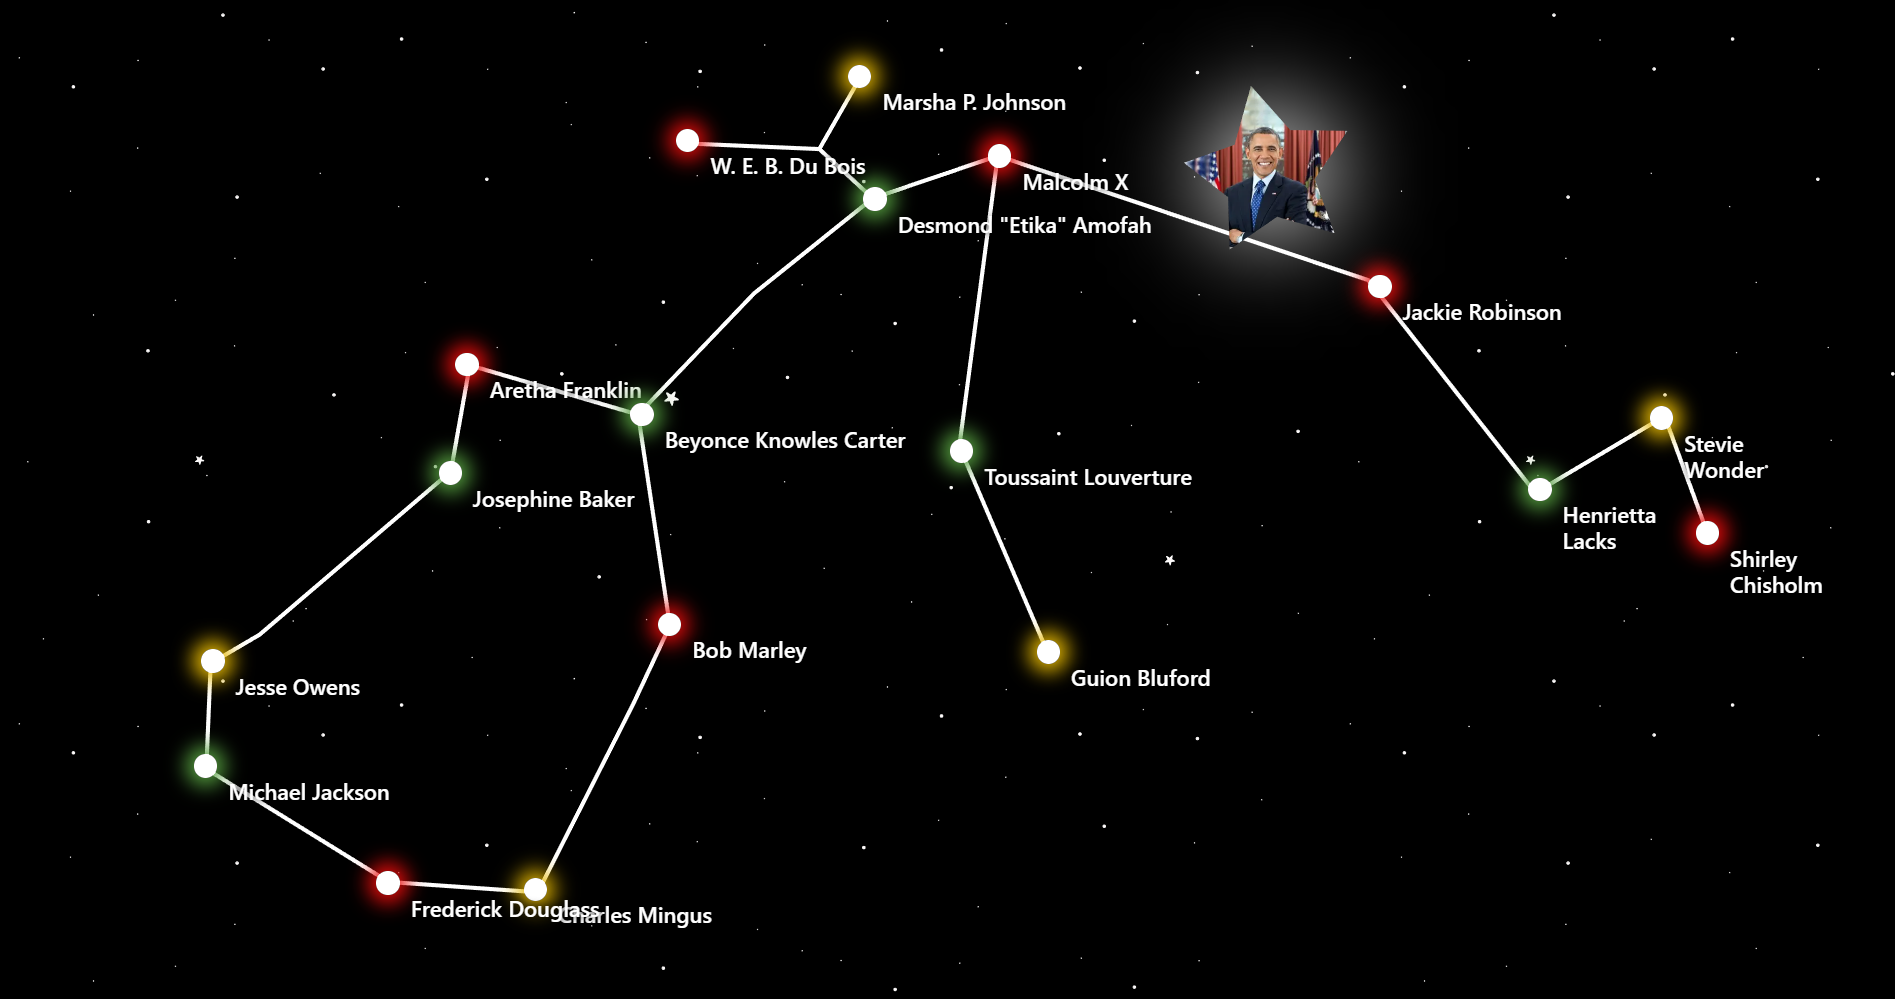 Marsha P. Johnson
W. E. B. Du Bois
Malcolm X
Desmond "Etika" Amofah
Jackie Robinson
Aretha Franklin
Beyonce Knowles Carter
Stevie
Wonder
Toussaint Louverture
Josephine Baker
Henrietta
Lacks
Shirley
Chisholm
Bob Marley
Guion Bluford
Jesse Owens
Michael Jackson
Frederick Douglass
Charles Mingus